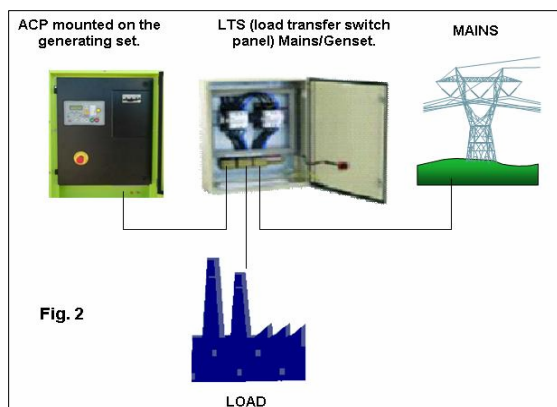 ACP mounted on the
generating set.
LTS (load transfer switch
panel) Mains/Genset.
MAINS
Fig. 2
LOAD